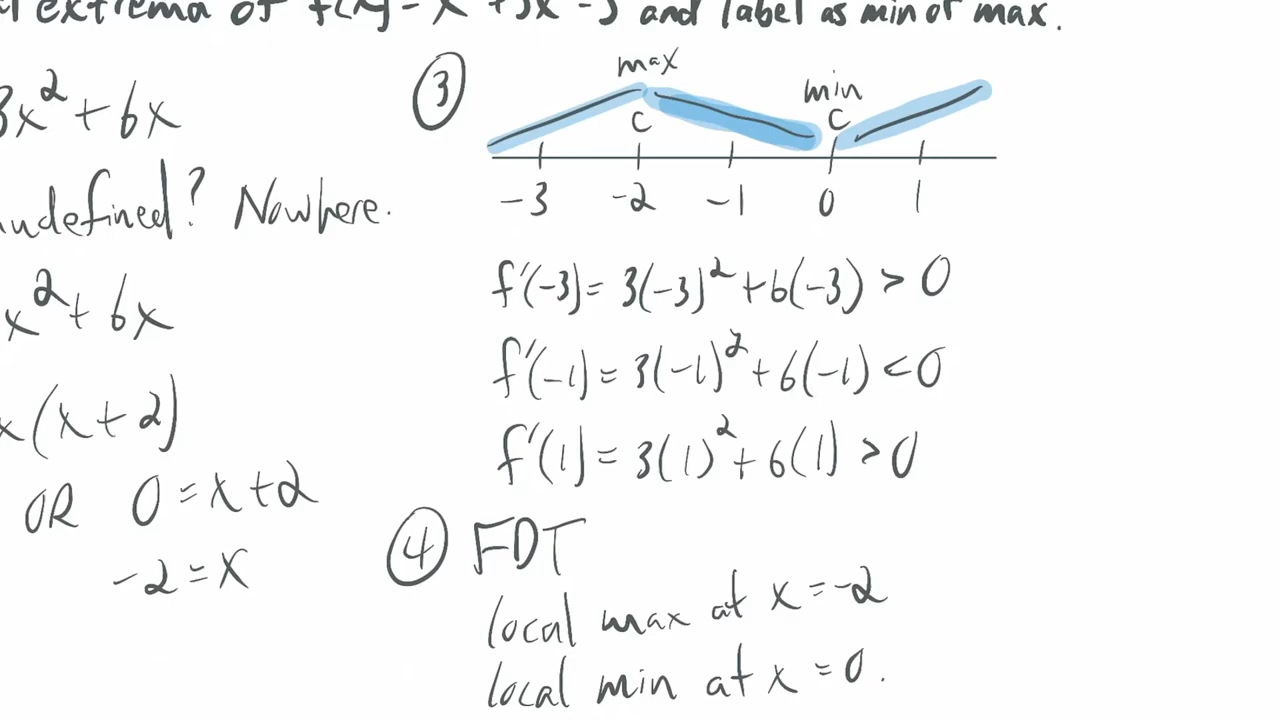 extrema of f(x) = x + 3x - 3 and label as min or max.
3x² + 6x
undefined? Nowhere.
x² + 6x
x(x+2)
OR 0 = x+2
-2 = x
③
max
min
C C
-3 -2 -1 0 1
f'(-3) = 3(-3)² + 6(-3) > 0
f'(-1) = 3(-1)² + 6(-1) < 0
f'(1) = 3(1)² + 6(1) > 0
④ FDT
local max at x = -2
local min at x = 0.